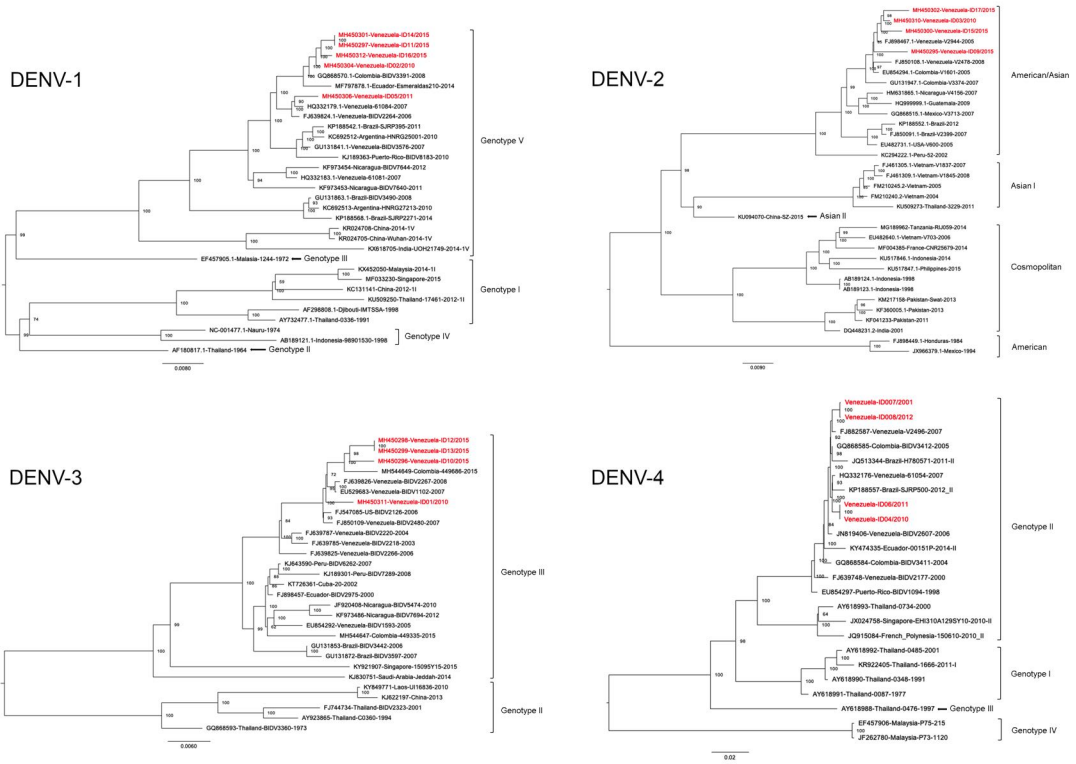 DENV-1
MH450301-Venezuela-ID14/2015
MH450297-Venezuela-ID11/2015
MH450312-Venezuela-ID16/2015
MH450304-Venezuela-ID02/2010
GQ868570.1-Colombia-BIDV3391-2008
MF797878.1-Ecuador-Esmeraldas210-2014
MH450306-Venezuela-ID05/2011
HQ332179.1-Venezuela-61084-2007
FJ639824.1-Venezuela-BIDV2264-2006
KP188542.1-Brazil-SJRP395-2011
KC692512-Argentina-HNRG25001-2010
GU131841.1-Venezuela-BIDV3576-2007
KJ189363-Puerto-Rico-BIDV8183-2010
KF973454-Nicaragua-BIDV7644-2012
HQ332183.1-Venezuela-61081-2007
KF973453-Nicaragua-BIDV7640-2011
GU131863.1-Brazil-BIDV3490-2008
KC692513-Argentina-HNRG27213-2010
KP188568.1-Brazil-SJRP2271-2014
KR024708-China-2014-1V
KR024705-China-Wuhan-2014-1V
KX618705-India-UOH21749-2014-1V
Genotype V
EF457905.1-Malasia-1244-1972
Genotype III
KX452050-Malaysia-2014-1I
MF033230-Singapore-2015
KC131141-China-2012-1I
KU509250-Thailand-17461-2012-1I
AF298808.1-Djibouti-IMTSSA-1998
AY732477.1-Thailand-0336-1991
Genotype I
NC-001477.1-Nauru-1974
AB189121.1-Indonesia-98901530-1998
Genotype IV
AF180817.1-Thailand-1964
Genotype II
0.0080
DENV-2
MH450302-Venezuela-ID17/2015
MH450310-Venezuela-ID03/2010
MH450300-Venezuela-ID15/2015
FJ898467.1-Venezuela-V2944-2005
MH450295-Venezuela-ID09/2015
FJ850108.1-Venezuela-V2478-2008
EU854294.1-Colombia-V1801-2005
GU131947.1-Colombia-V3374-2007
HM631865.1-Nicaragua-V4156-2007
HQ999999.1-Guatemala-2009
GQ868515.1-Mexico-V3713-2007
KP188552.1-Brazil-2012
FJ850091.1-Brazil-V2399-2007
EU482731.1-USA-V600-2005
KC294222.1-Peru-52-2002
American/Asian
FJ461305.1-Vietnam-V1837-2007
FJ461309.1-Vietnam-V1845-2008
FM210245.2-Vietnam-2005
FM210240.2-Vietnam-2004
KU509273-Thailand-3229-2011
Asian I
KU094070-China-SZ-2015
Asian II
MG189962-Tanzania-RIJ059-2014
EU482640.1-Vietnam-V703-2006
MF004385-France-CNR25679-2014
KU517846.1-Indonesia-2014
KU517847.1-Philippines-2015
AB189124.1-Indonesia-1998
AB189123.1-Indonesia-1998
KM217158-Pakistan-Swat-2013
KF360005.1-Pakistan-2013
KF041233-Pakistan-2011
DQ448231.2-India-2001
Cosmopolitan
FJ898449.1-Honduras-1984
JX966379.1-Mexico-1994
American
0.0090
DENV-3
MH450298-Venezuela-ID12/2015
MH450299-Venezuela-ID13/2015
MH450296-Venezuela-ID10/2015
MH544649-Colombia-449686-2015
FJ639826-Venezuela-BIDV2267-2008
EU529683-Venezuela-BIDV1102-2007
MH450311-Venezuela-ID01/2010
FJ547085-US-BIDV2126-2006
FJ850109-Venezuela-BIDV2480-2007
FJ639787-Venezuela-BIDV2220-2004
FJ639785-Venezuela-BIDV2218-2003
FJ639825-Venezuela-BIDV2266-2006
KJ643590-Peru-BIDV6262-2007
KJ189301-Peru-BIDV7289-2008
KT726361-Cuba-20-2002
FJ898457-Ecuador-BIDV2975-2000
JF920408-Nicaragua-BIDV5474-2010
KF973486-Nicaragua-BIDV7694-2012
EU854292-Venezuela-BIDV1593-2005
MH544647-Colombia-449335-2015
GU131853-Brazil-BIDV3442-2006
GU131872-Brazil-BIDV3597-2007
KY921907-Singapore-15095Y15-2015
KJ830751-Saudi-Arabia-Jeddah-2014
Genotype III
KY849771-Laos-UI16836-2010
KJ622197-China-2013
FJ744734-Thailand-BIDV2323-2001
AY923865-Thailand-C0360-1994
GQ868593-Thailand-BIDV3360-1973
Genotype II
0.0060
DENV-4
Venezuela-ID007/2001
Venezuela-ID008/2012
FJ882587-Venezuela-V2496-2007
GQ868585-Colombia-BIDV3412-2005
JQ513344-Brazil-H780571-2011-II
HQ332176-Venezuela-61054-2007
KP188557-Brazil-SJRP500-2012_II
Venezuela-ID06/2011
Venezuela-ID04/2010
JN819406-Venezuela-BIDV2607-2006
KY474335-Ecuador-00151P-2014-II
GQ868584-Colombia-BIDV3411-2004
FJ639748-Venezuela-BIDV2177-2000
EU854297-Puerto-Rico-BIDV1094-1998
AY618993-Thailand-0734-2000
JX024758-Singapore-EHI310A129SY10-2010-II
JQ915084-French_Polynesia-150610-2010_II
Genotype II
AY618992-Thailand-0485-2001
KR922405-Thailand-1666-2011-I
AY618990-Thailand-0348-1991
AY618991-Thailand-0087-1977
Genotype I
AY618988-Thailand-0476-1997
Genotype III
EF457906-Malaysia-P75-215
JF262780-Malaysia-P73-1120
Genotype IV
0.02